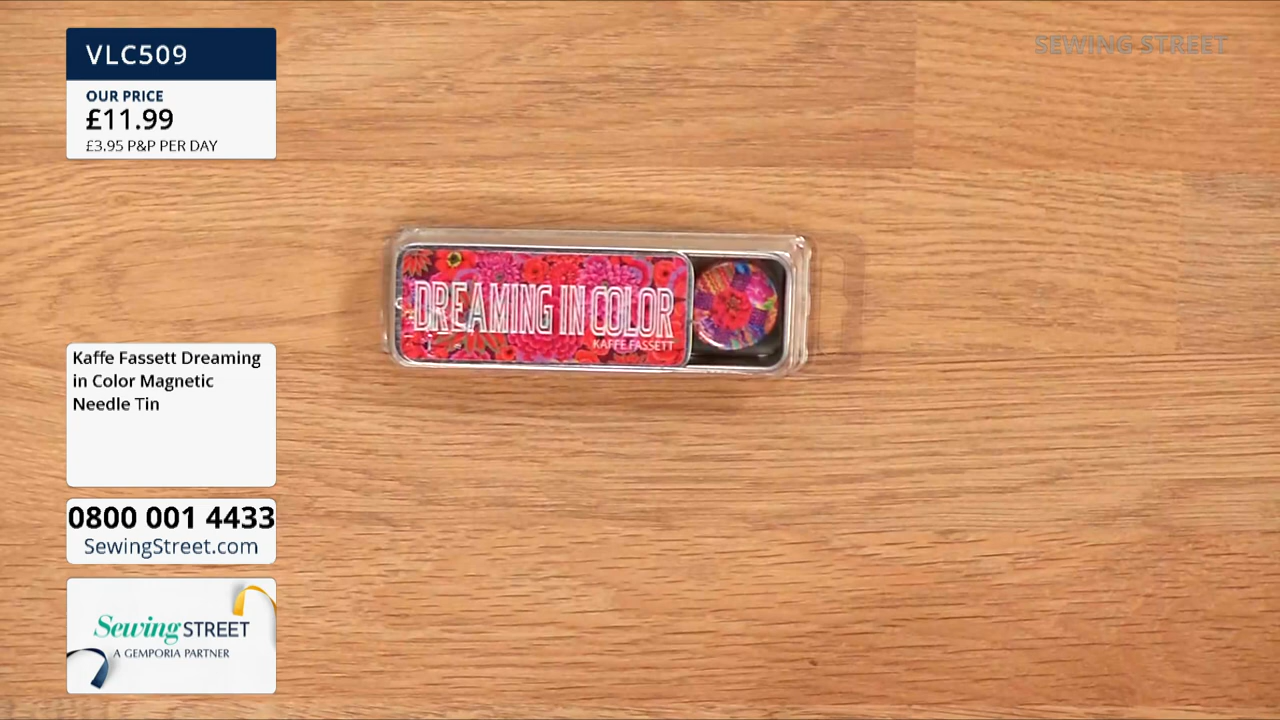 VLC509
OUR PRICE
£11.99
£3.95 P&P PER DAY
SEWING STREET
DREAMING IN COLOR
KAFFE FASSETT
Kaffe Fassett Dreaming
in Color Magnetic
Needle Tin
0800 001 4433
SewingStreet.com
Sewing STREET
A GEMPORIA PARTNER